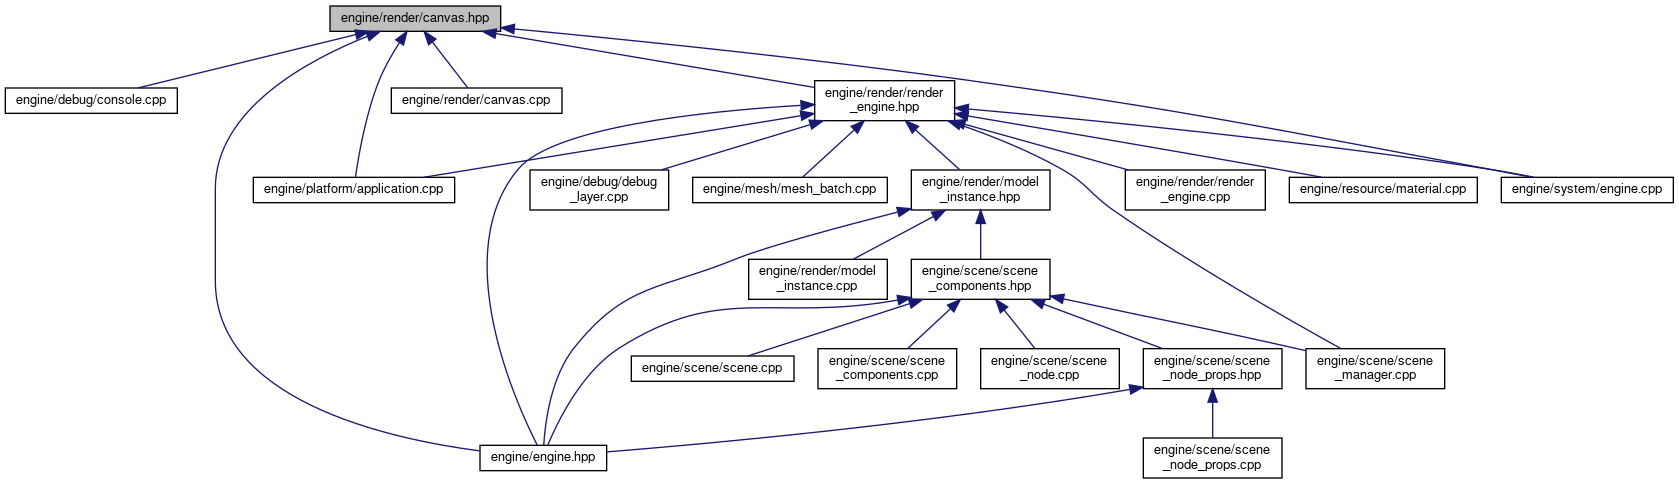 engine/render/canvas.hpp
engine/debug/console.cpp
engine/render/canvas.cpp
engine/render/render
_engine.hpp
engine/platform/application.cpp
engine/debug/debug
_layer.cpp
engine/mesh/mesh_batch.cpp
engine/render/model
_instance.hpp
engine/render/render
_engine.cpp
engine/resource/material.cpp
engine/system/engine.cpp
engine/render/model
_instance.cpp
engine/scene/scene
_components.hpp
engine/scene/scene.cpp
engine/scene/scene
_components.cpp
engine/scene/scene
_node.cpp
engine/scene/scene
_node_props.hpp
engine/scene/scene
_manager.cpp
engine/engine.hpp
engine/scene/scene
_node_props.cpp